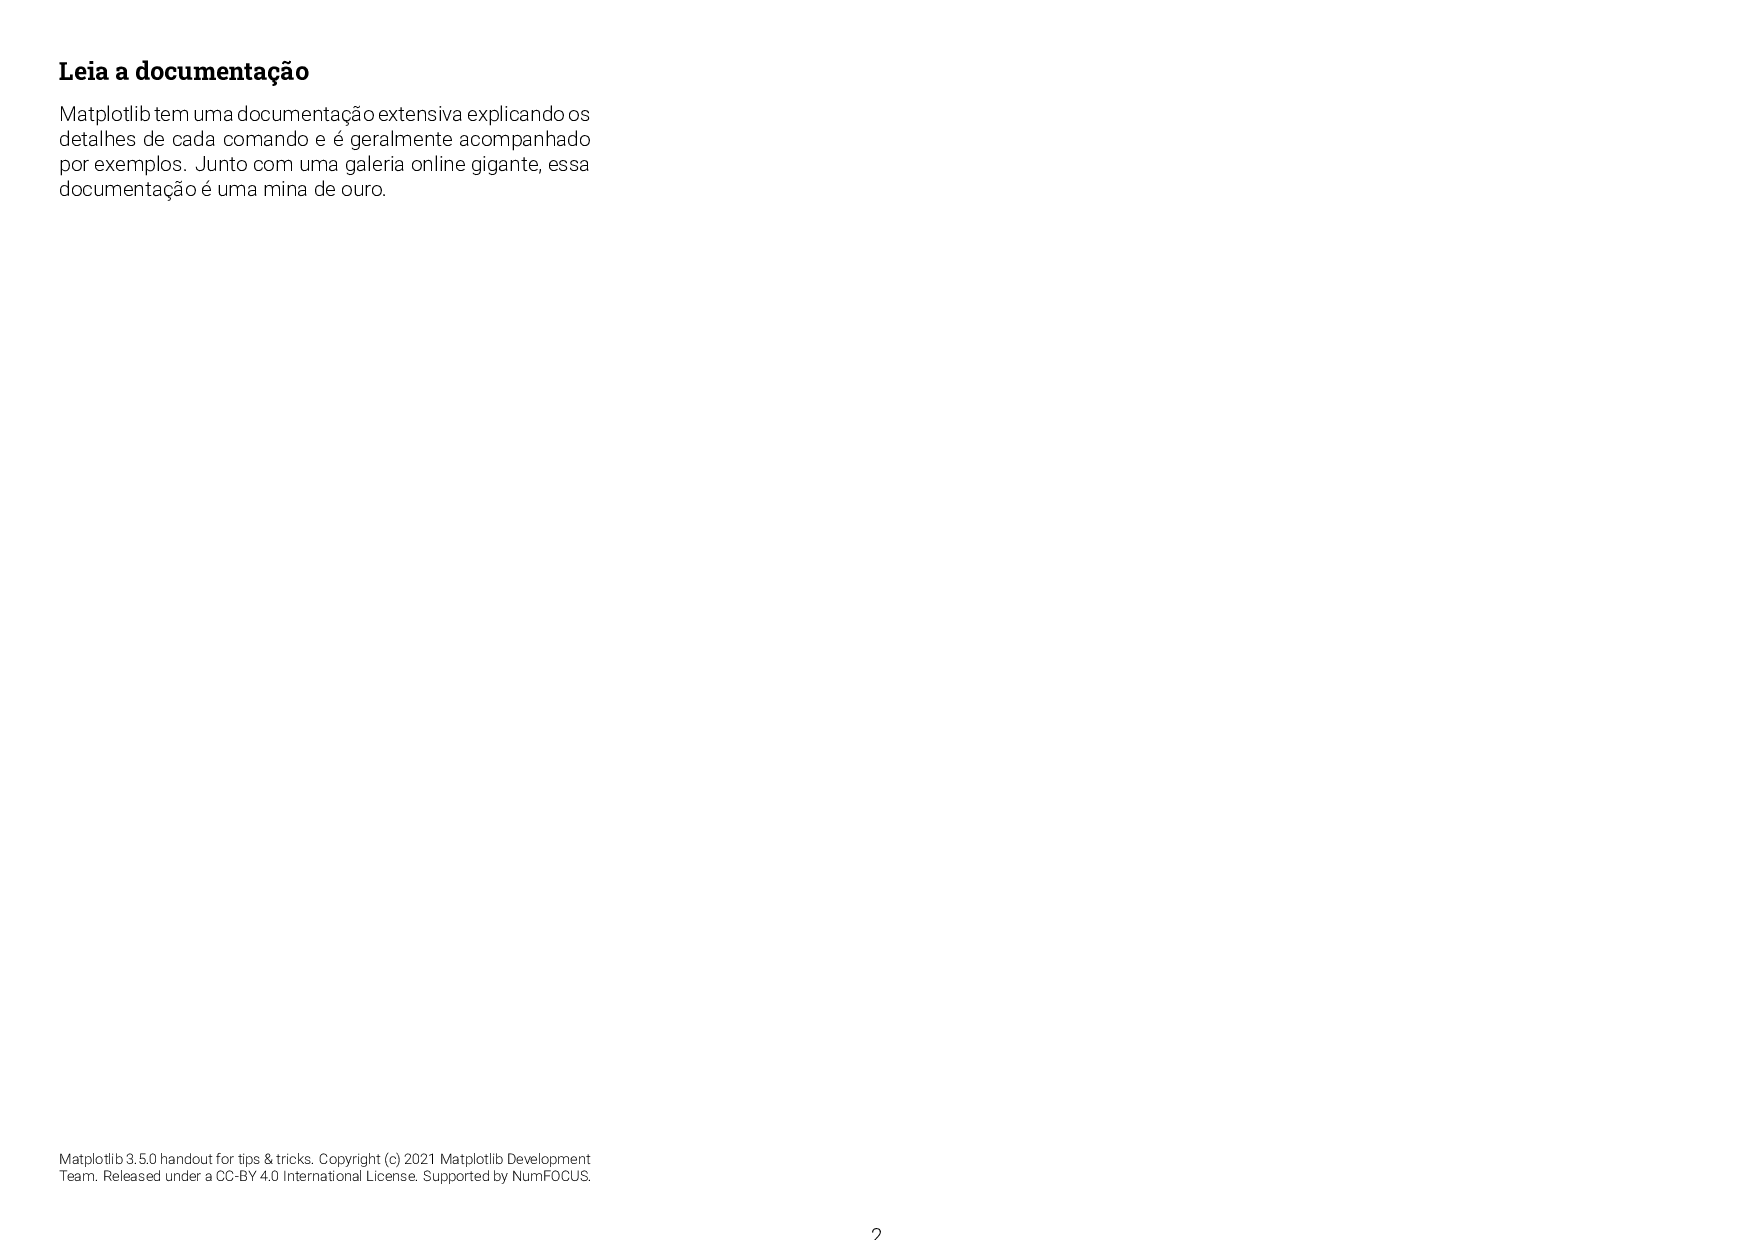 Leia a documentação
Matplotlib tem uma documentação extensiva explicando os
detalhes de cada comando e é geralmente acompanhado
por exemplos. Junto com uma galeria online gigante, essa
documentação é uma mina de ouro.
Matplotlib 3.5.0 handout for tips & tricks. Copyright (c) 2021 Matplotlib Development
Team. Released under a CC-BY 4.0 International License. Supported by NumFOCUS.
2